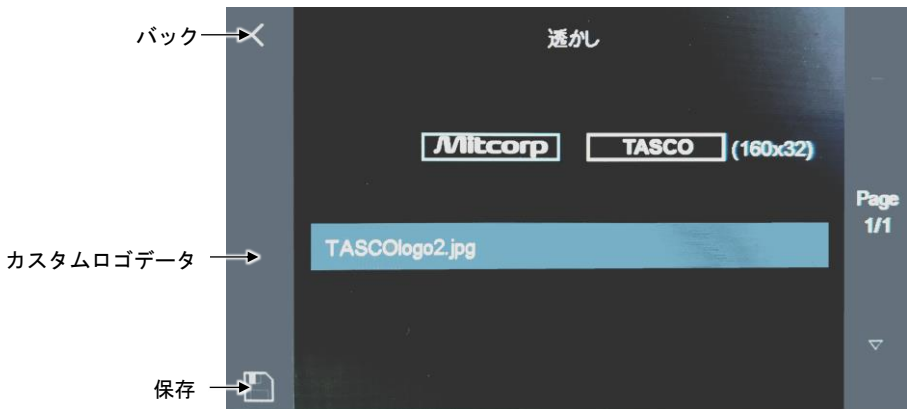 バック
透かし
Mitcorp TASCO (160x32)
Page
1/1
カスタムロゴデータ
TASCOlogo2.jpg
保存